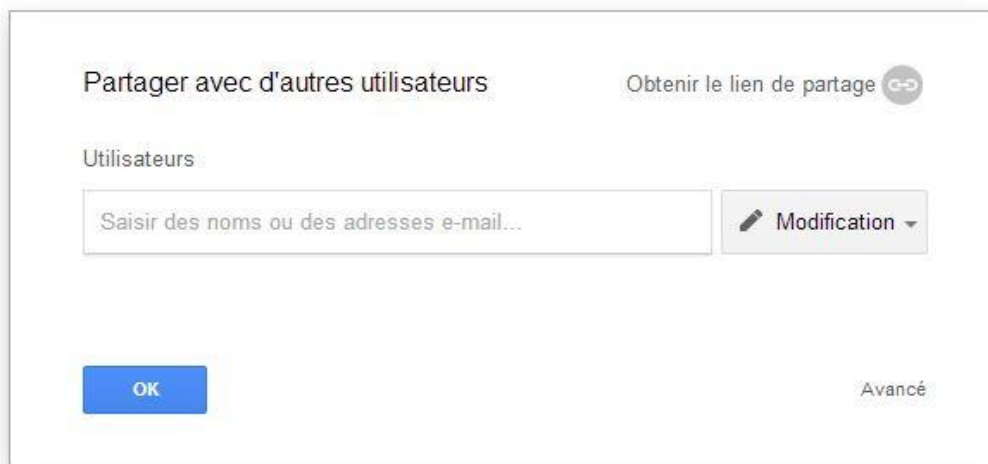 Partager avec d'autres utilisateurs
Obtenir le lien de partage
Utilisateurs
Saisir des noms ou des adresses e-mail...
Modification
OK
Avancé